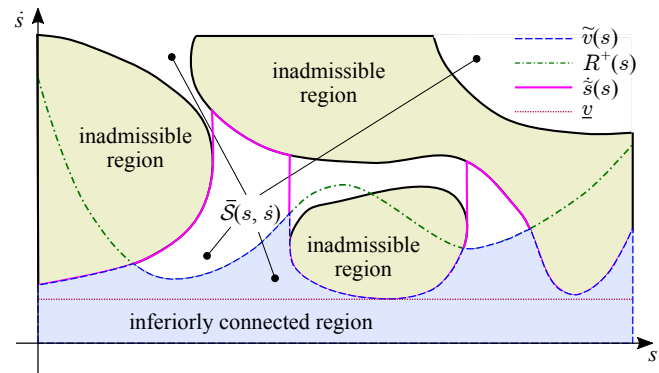 ṡ
ṽ(s)
R⁺(s)
ṡ̃(s)
v̲
inadmissible
region
inadmissible
region
S̄(s, ṡ)
inadmissible
region
inferiorly connected region
s